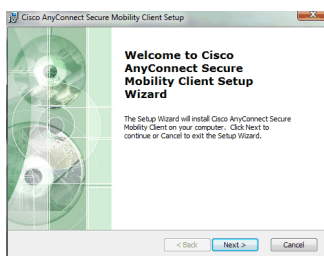 Cisco AnyConnect Secure Mobility Client Setup
Welcome to Cisco
AnyConnect Secure
Mobility Client Setup
Wizard
The Setup Wizard will install Cisco AnyConnect Secure
Mobility Client on your computer. Click Next to
continue or Cancel to exit the Setup Wizard.
< Back
Next >
Cancel